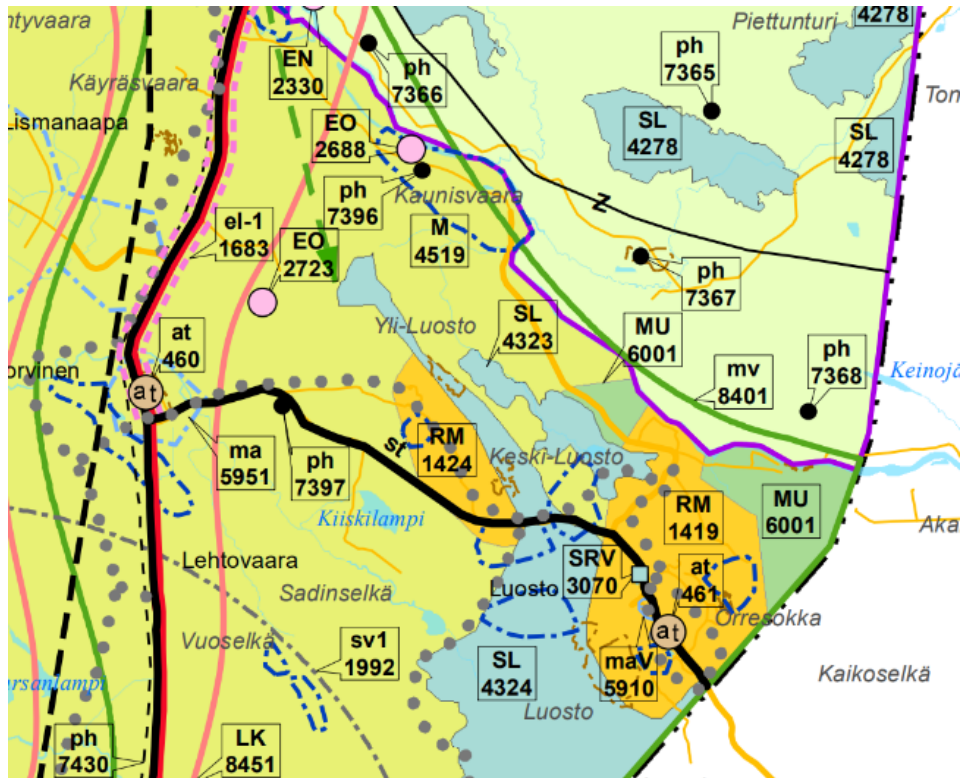 ntyvaara
Piettunturi
4278
EN
2330
ph
7366
ph
7365
Käyräsvaara
Ton
Lismanaapa
EO
2688
SL
4278
SL
4278
ph
7396
Kaunisvaara
Z
el-1
1683
EO
2723
M
4519
ph
7367
at
460
Yli-Luosto
SL
4323
MU
6001
orvinen
mv
8401
ph
7368
Keinojä
at
RM
1424
st
ma
5951
ph
7397
Keski-Luosto
RM
1419
MU
6001
Kiiskilampi
Aka
Lehtovaara
SRV
3070
Luosto
at
461
Sadinselkä
Orresokka
Vuoselkä
sv1
1992
at
SL
4324
maV
5910
Kaikoselkä
ursanlampi
Luosto
ph
7430
LK
8451